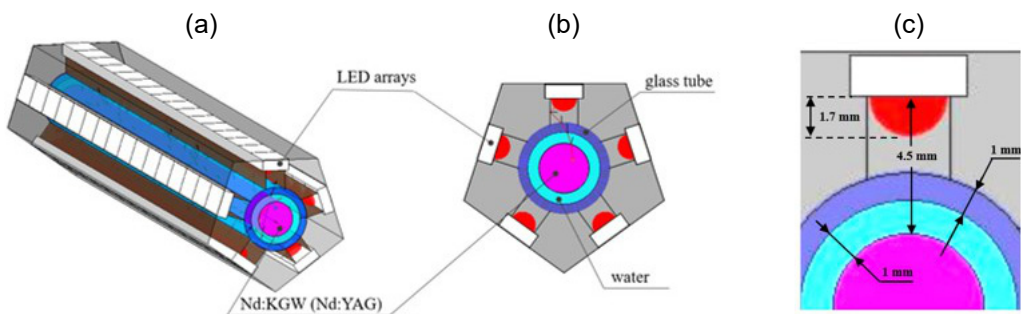 (a)
(b)
(c)
LED arrays
glass tube
Nd:KGW (Nd:YAG)
water
1.7 mm
4.5 mm
1 mm
1 mm